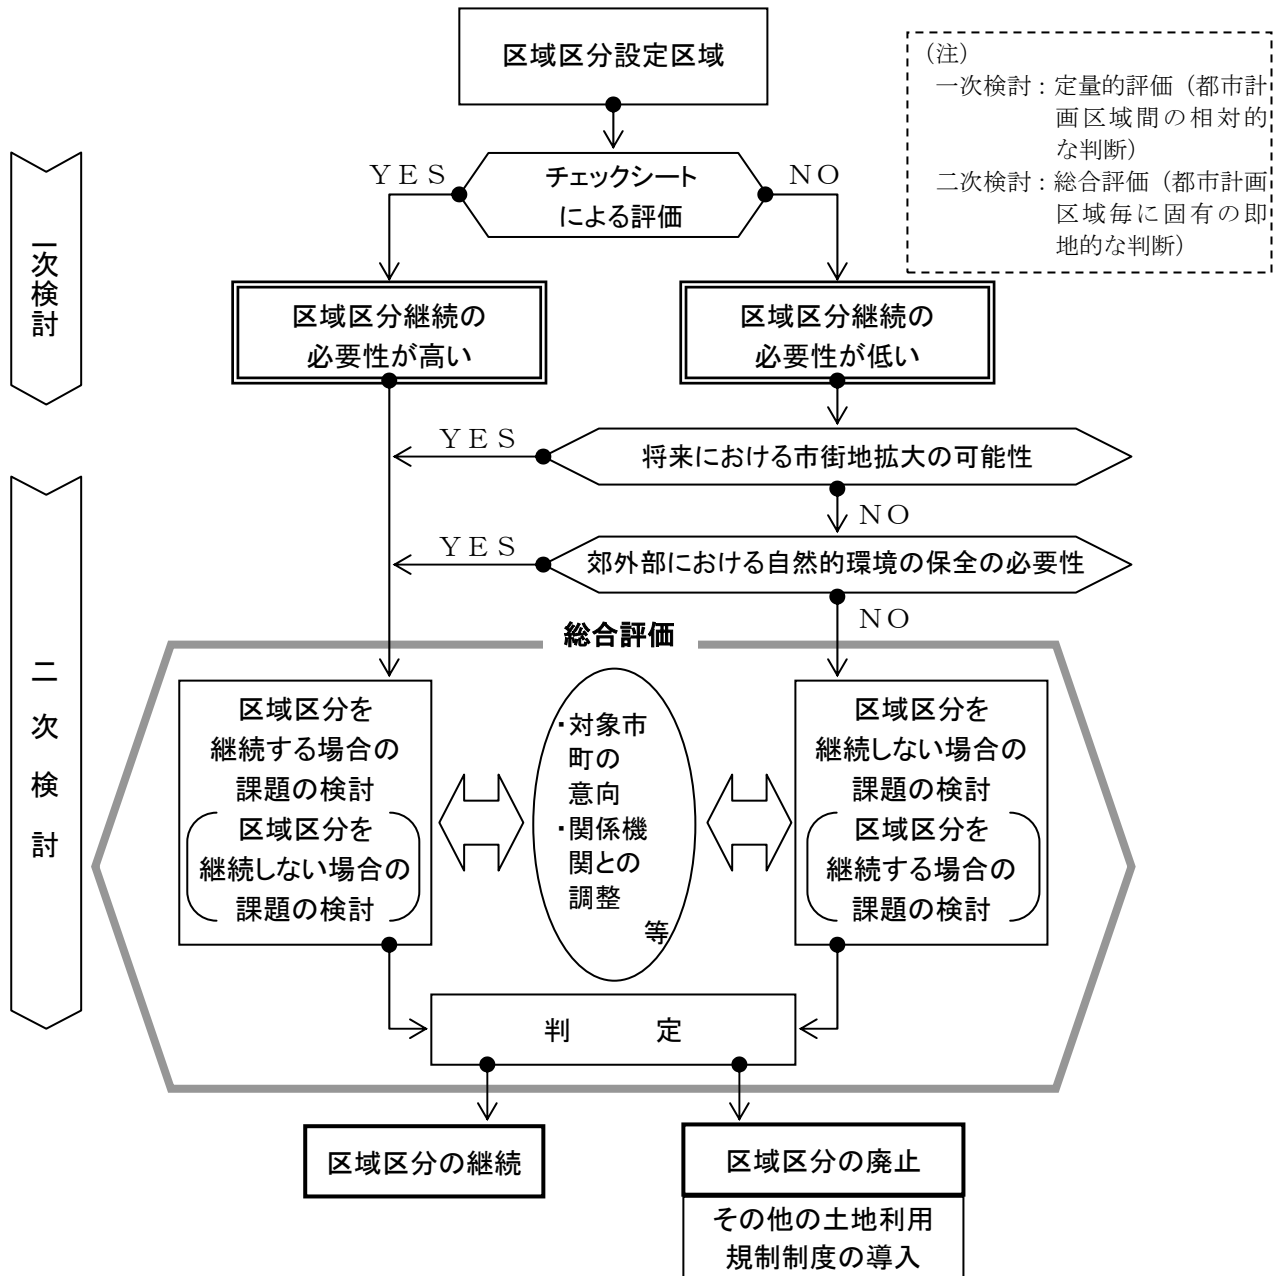 区域区分設定区域
(注)
一次検討：定量的評価（都市計
画区域間の相対的
な判断）
二次検討：総合評価（都市計画
区域毎に固有の即
地的な判断）
一次検討
YES
チェックシート
による評価
NO
区域区分継続の
必要性が高い
区域区分継続の
必要性が低い
YES
将来における市街地拡大の可能性
NO
YES
郊外部における自然的環境の保全の必要性
NO
二次検討
総合評価
区域区分を
継続する場合の
課題の検討
区域区分を
継続しない場合の
課題の検討
・対象市
町の
意向
・関係機
関との
調整
等
区域区分を
継続しない場合の
課題の検討
区域区分を
継続する場合の
課題の検討
判　定
区域区分の継続
区域区分の廃止
その他の土地利用
規制制度の導入